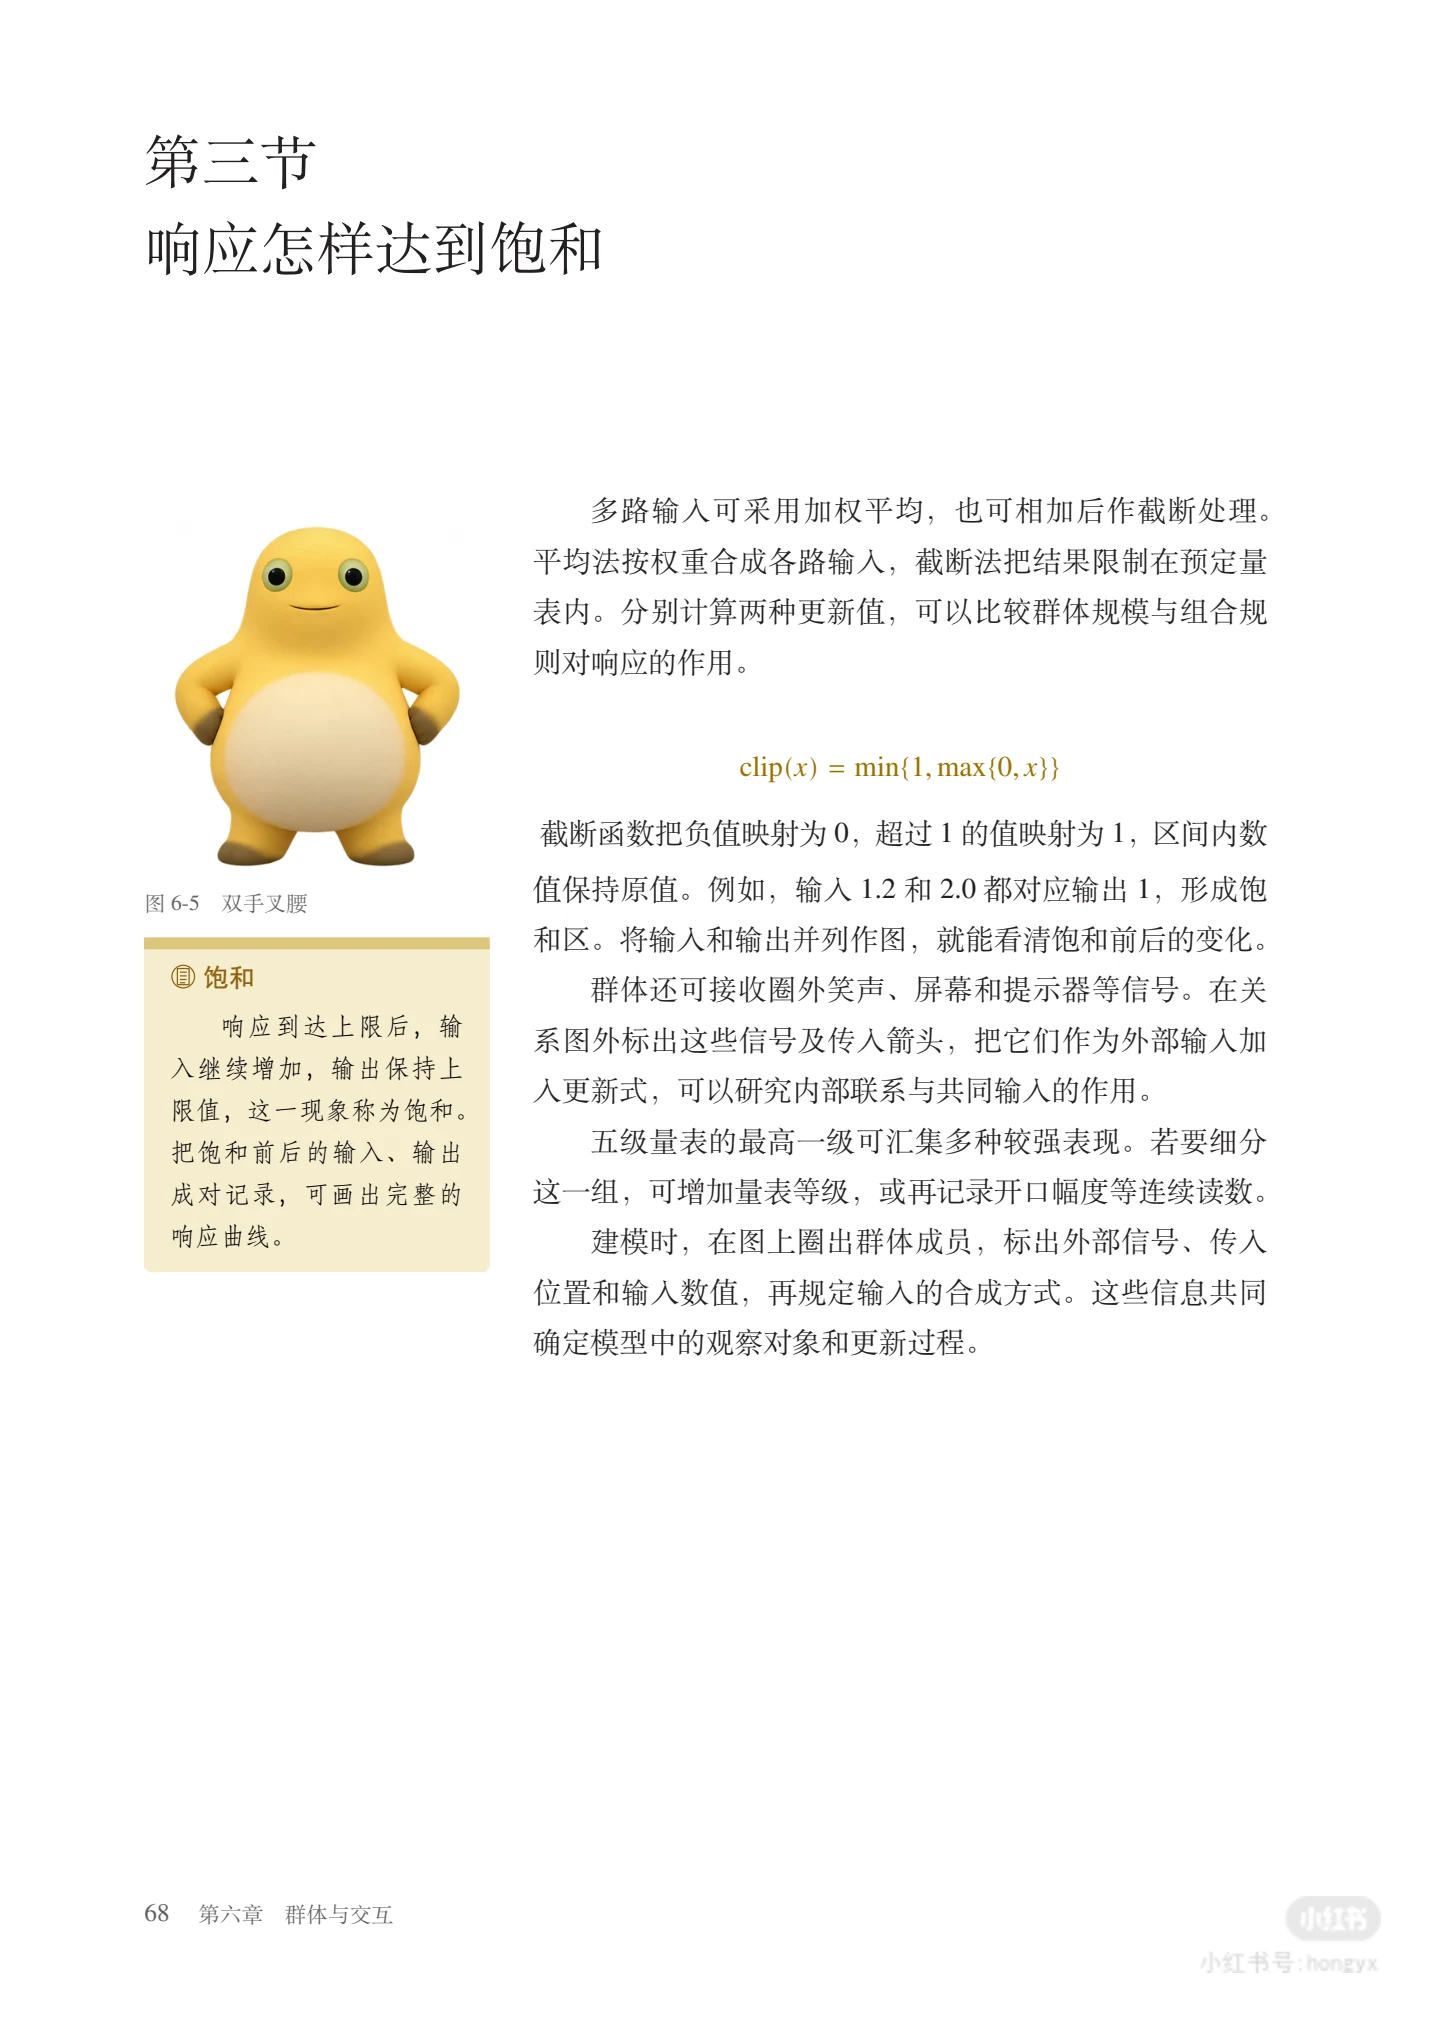 第三节
响应怎样达到饱和
多路输入可采用加权平均，也可相加后作截断处理。
平均法按权重合成各路输入，截断法把结果限制在预定量
表内。分别计算两种更新值，可以比较群体规模与组合规
则对响应的作用。
clip(x) = min{1, max{0, x}}
截断函数把负值映射为 0，超过 1 的值映射为 1，区间内数
值保持原值。例如，输入 1.2 和 2.0 都对应输出 1，形成饱
和区。将输入和输出并列作图，就能看清饱和前后的变化。
群体还可接收圈外笑声、屏幕和提示器等信号。在关
系图外标出这些信号及传入箭头，把它们作为外部输入加
入更新式，可以研究内部联系与共同输入的作用。
五级量表的最高一级可汇集多种较强表现。若要细分
这一组，可增加量表等级，或再记录开口幅度等连续读数。
建模时，在图上圈出群体成员，标出外部信号、传入
位置和输入数值，再规定输入的合成方式。这些信息共同
确定模型中的观察对象和更新过程。
图 6-5 双手叉腰
饱和
响应到达上限后，输
入继续增加，输出保持上
限值，这一现象称为饱和。
把饱和前后的输入、输出
成对记录，可画出完整的
响应曲线。
68 第六章 群体与交互
小红书
小红书号:hongyx